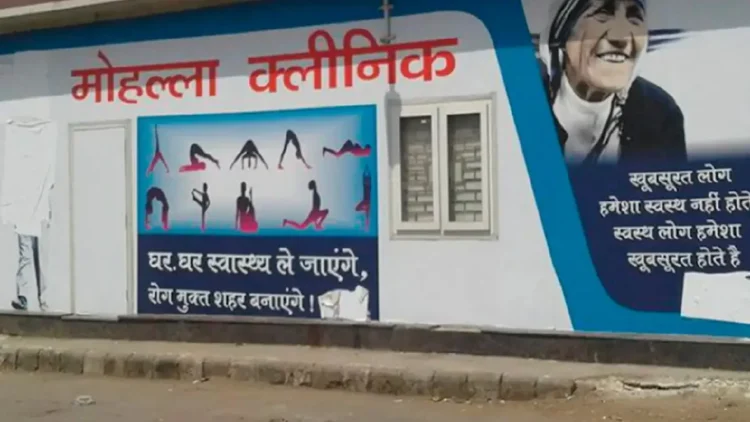 मोहल्ला क्लीनिक
घर-घर स्वास्थ्य ले जाएंगे,
रोग मुक्त शहर बनाएंगे !
खूबसूरत लोग
हमेशा स्वस्थ नहीं होते
स्वस्थ लोग हमेशा
खूबसूरत होते है